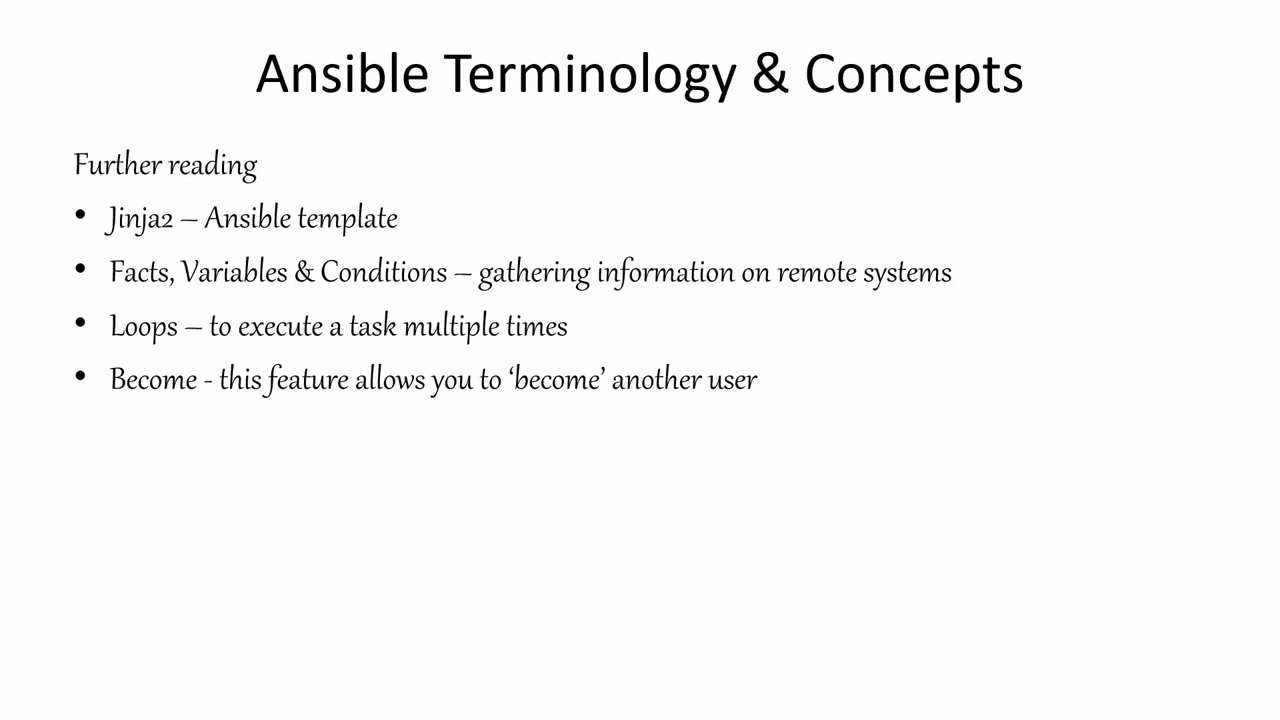 Ansible Terminology & Concepts
Further reading
• Jinja2 – Ansible template
• Facts, Variables & Conditions – gathering information on remote systems
• Loops – to execute a task multiple times
• Become - this feature allows you to ‘become’ another user